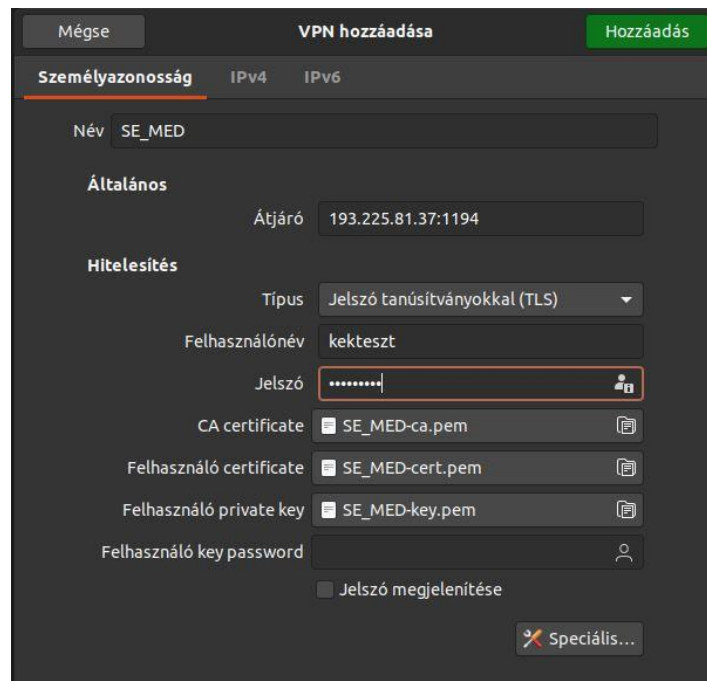 Mégse VPN hozzáadása Hozzáadás
Személyazonosság IPv4 IPv6
Név SE_MED
Általános
Átjáró 193.225.81.37:1194
Hitelesítés
Típus Jelszó tanúsítványokkal (TLS)
Felhasználónév kekteszt
Jelszó •••••••••
CA certificate SE_MED-ca.pem
Felhasználó certificate SE_MED-cert.pem
Felhasználó private key SE_MED-key.pem
Felhasználó key password
Jelszó megjelenítése
Speciális...